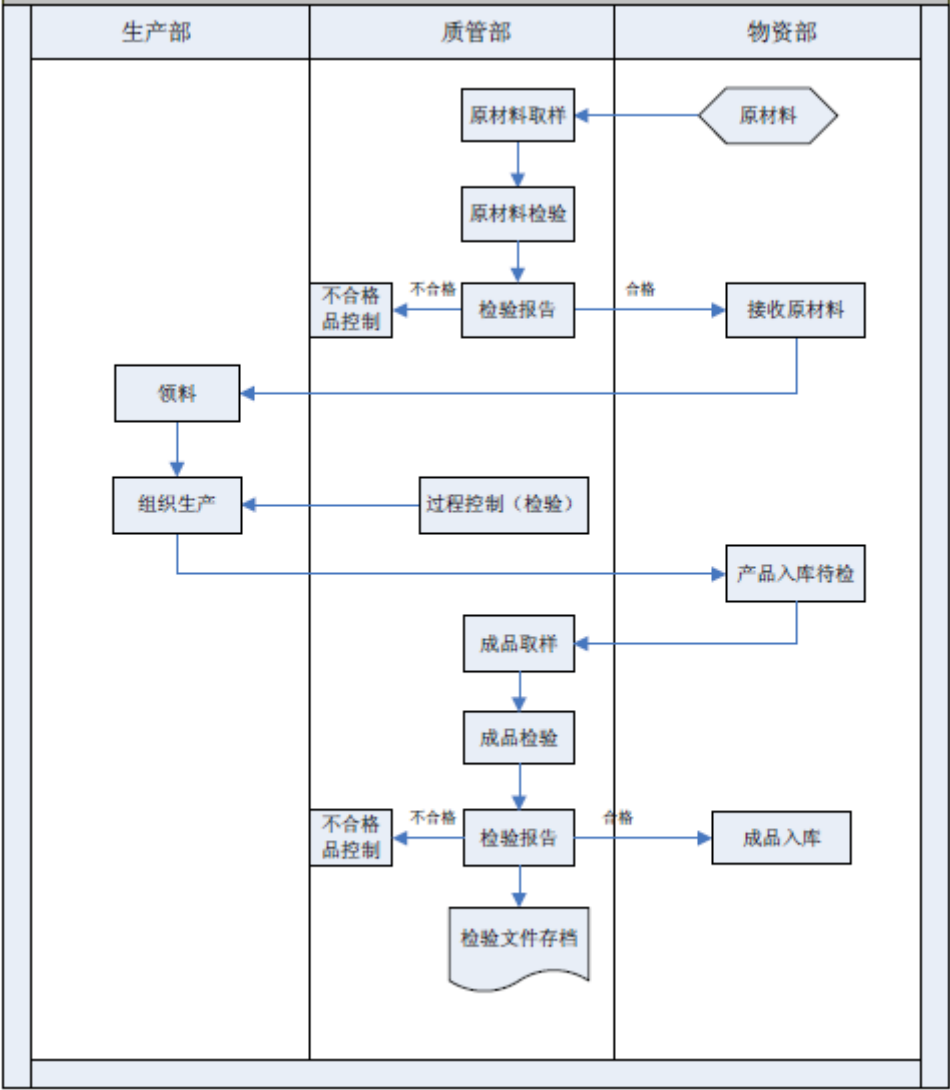 生产部
质管部
物资部
原材料取样
原材料
原材料检验
不合格
品控制
不合格
检验报告
合格
接收原材料
领料
组织生产
过程控制（检验）
产品入库待检
成品取样
成品检验
不合格
品控制
不合格
检验报告
合格
成品入库
检验文件存档